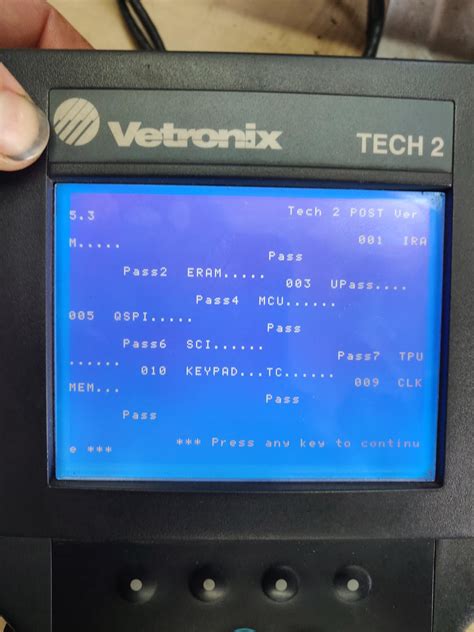 Vetronix
TECH 2
5.3 Tech 2 POST Ver
M..... 001 IRA
Pass
Pass2 ERAM..... 003 UPass....
Pass4 MCU......
005 QSPI..... Pass
Pass6 SCI...... Pass7 TPU
...... 010 KEYPAD...TC...... 009 CLK
MEM... Pass
Pass
e *** *** Press any key to continu